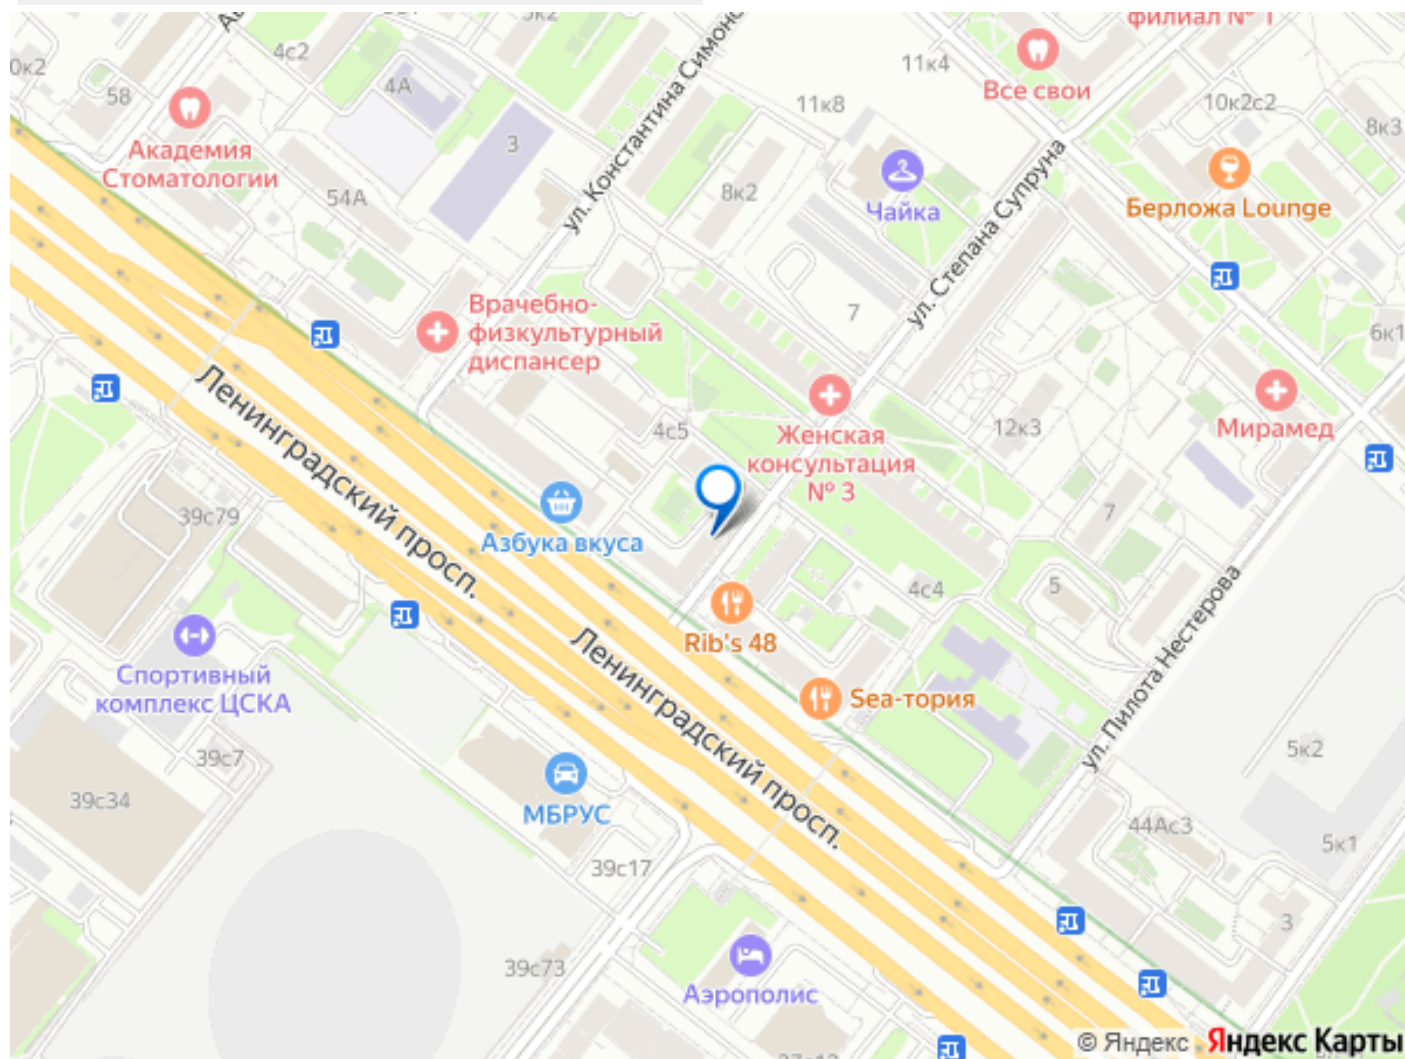 филиал № 1
5к2
4с2
11к4
0к2
58
4А
11к8
Все свои
10к2с2
8к3
Академия
Стоматологии
3
ул. Константина Симоно
54А
8к2
Чайка
Берложа Lounge
ул. Степана Супруна
Врачебно-
физкультурный
диспансер
7
6к1
Ленинградский просп.
4с5
Женская
консультация
№ 3
12к3
Мирамед
39с79
Азбука вкуса
7
4с4
5
Rib's 48
Спортивный
комплекс ЦСКА
Sea-тория
ул. Пилота Нестерова
Ленинградский просп.
39с7
5к2
39с34
МБРУС
44Ас3
5к1
39с17
3
39с73
Аэрополис
© Яндекс Яндекс Карты